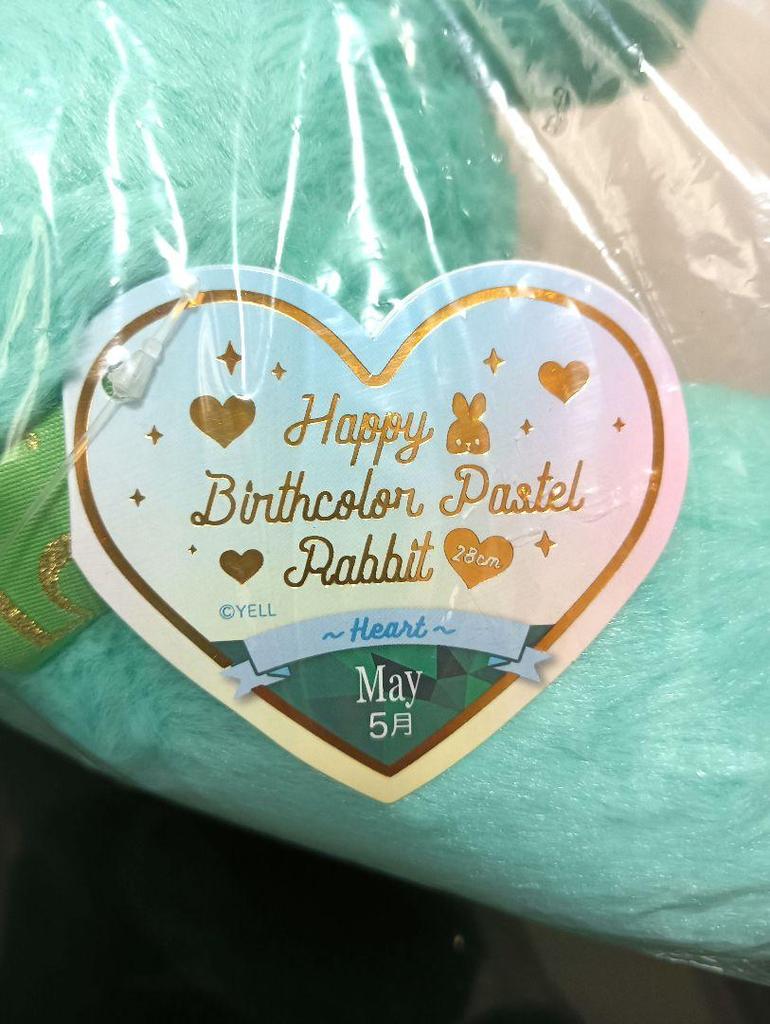 Happy
Birthcolor Pastel
Rabbit 28cm
©YELL
~Heart~
May
5月